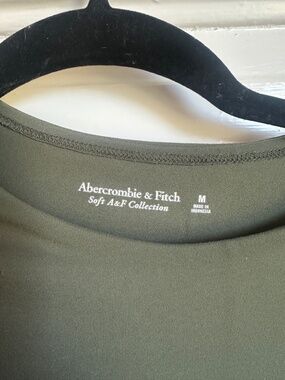 Abercrombie & Fitch
Soft A&F Collection
M
MADE IN
INDONESIA